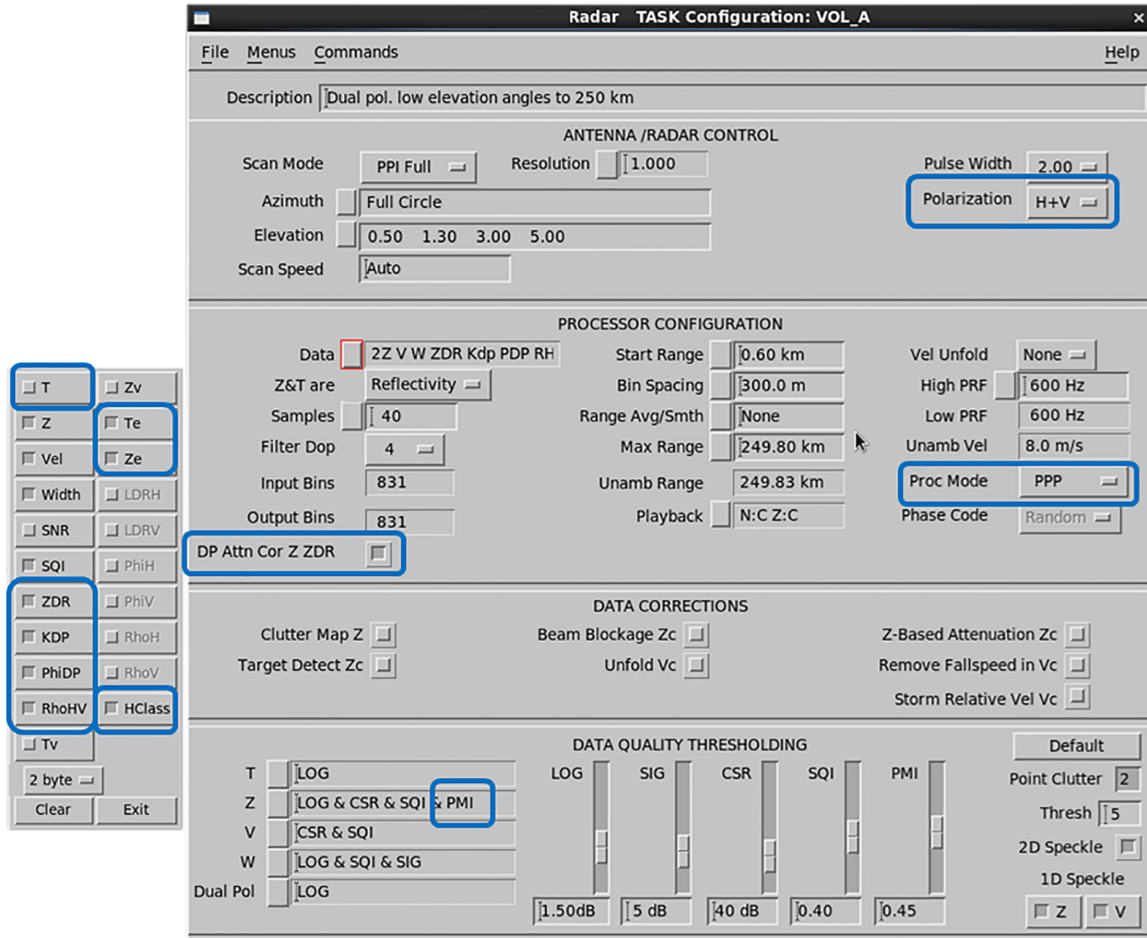 Radar TASK Configuration: VOL_A
File Menus Commands Help
Description Dual pol. low elevation angles to 250 km
ANTENNA /RADAR CONTROL
Scan Mode PPI Full Resolution 1.000 Pulse Width 2.00
Azimuth Full Circle Polarization H+V
Elevation 0.50 1.30 3.00 5.00
Scan Speed Auto
PROCESSOR CONFIGURATION
Data 2Z V W ZDR Kdp PDP RH Start Range 0.60 km Vel Unfold None
Z&T are Reflectivity Bin Spacing 300.0 m High PRF 600 Hz
Samples 40 Range Avg/Smth None Low PRF 600 Hz
Filter Dop 4 Max Range 249.80 km Unamb Vel 8.0 m/s
Input Bins 831 Unamb Range 249.83 km Proc Mode PPP
Output Bins 831 Playback N:C Z:C Phase Code Random
DP Attn Cor Z ZDR
DATA CORRECTIONS
Clutter Map Z Beam Blockage Zc Z-Based Attenuation Zc
Target Detect Zc Unfold Vc Remove Fallspeed in Vc
Storm Relative Vel Vc
DATA QUALITY THRESHOLDING
T LOG
Z LOG & CSR & SQI & PMI
V CSR & SQI
W LOG & SQI & SIG
Dual Pol LOG
LOG SIG CSR SQI PMI
1.50dB 5 dB 40 dB 0.40 0.45
Default
Point Clutter 2
Thresh 5
2D Speckle
1D Speckle
Z V
T Zv
Z Te
Vel Ze
Width LDRH
SNR LDRV
SQI PhiH
ZDR PhiV
KDP RhoH
PhiDP RhoV
RhoHV HClass
Tv
2 byte
Clear Exit